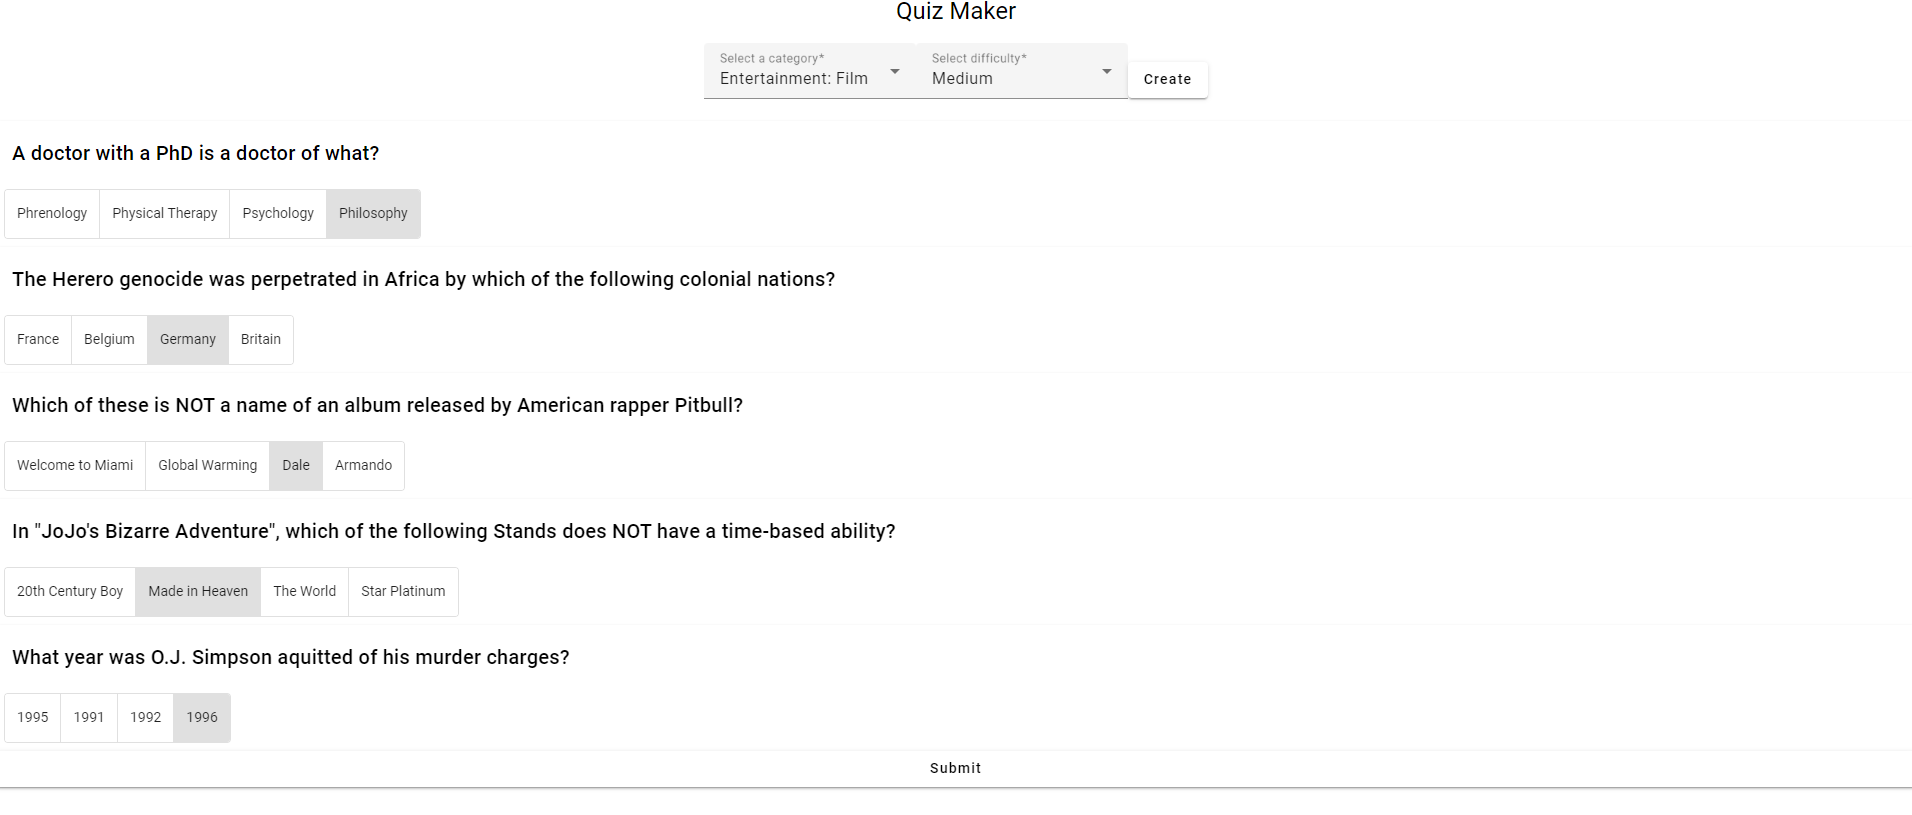 Quiz Maker
Select a category* Select difficulty*
Entertainment: Film Medium Create
A doctor with a PhD is a doctor of what?
Phrenology Physical Therapy Psychology Philosophy
The Herero genocide was perpetrated in Africa by which of the following colonial nations?
France Belgium Germany Britain
Which of these is NOT a name of an album released by American rapper Pitbull?
Welcome to Miami Global Warming Dale Armando
In "JoJo's Bizarre Adventure", which of the following Stands does NOT have a time-based ability?
20th Century Boy Made in Heaven The World Star Platinum
What year was O.J. Simpson aquitted of his murder charges?
1995 1991 1992 1996
Submit